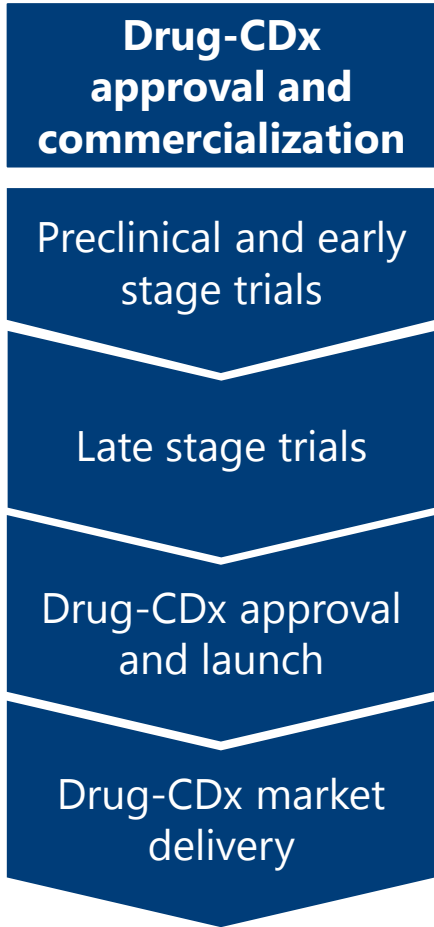 Drug-CDx
approval and
commercialization
Preclinical and early
stage trials
Late stage trials
Drug-CDx approval
and launch
Drug-CDx market
delivery